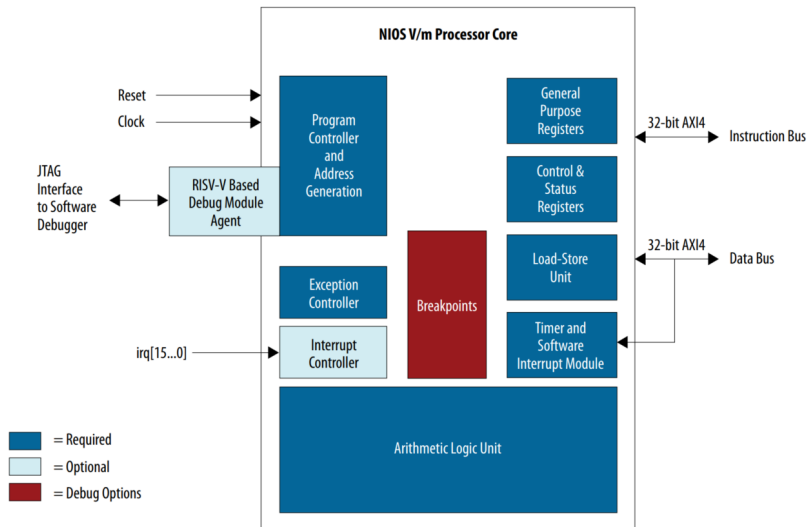 NIOS V/m Processor Core
Reset
Clock
Program
Controller
and
Address
Generation
General
Purpose
Registers
32-bit AXI4
Instruction Bus
JTAG
Interface
to Software
Debugger
RISV-V Based
Debug Module
Agent
Control &
Status
Registers
32-bit AXI4
Load-Store
Unit
Data Bus
Exception
Controller
Breakpoints
irq[15...0]
Interrupt
Controller
Timer and
Software
Interrupt Module
Arithmetic Logic Unit
= Required
= Optional
= Debug Options